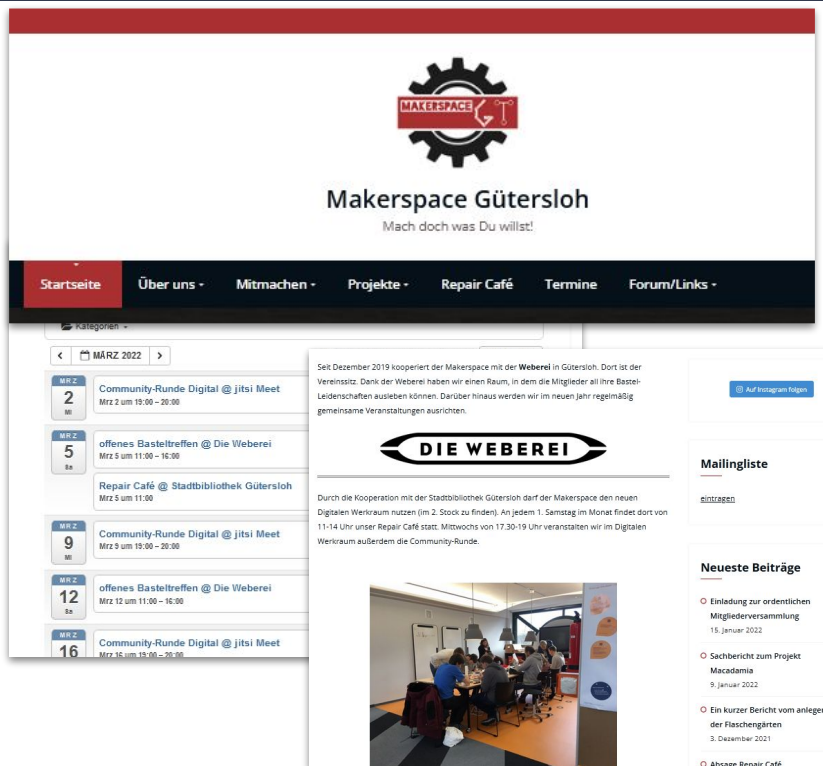 MAKERSPACE GT
Makerspace Gütersloh
Mach doch was Du willst!
Startseite
Über uns
Mitmachen
Projekte
Repair Café
Termine
Forum/Links
Kategorien
MÄRZ 2022
MRZ
2
MI
Community-Runde Digital @ jitsi Meet
Mrz 2 um 19:00 – 20:00
MRZ
5
Sa
offenes Basteltreffen @ Die Weberei
Mrz 5 um 11:00 – 16:00
Repair Café @ Stadtbibliothek Gütersloh
Mrz 5 um 11:00
MRZ
9
MI
Community-Runde Digital @ jitsi Meet
Mrz 9 um 19:00 – 20:00
MRZ
12
Sa
offenes Basteltreffen @ Die Weberei
Mrz 12 um 11:00 – 16:00
MRZ
16
Community-Runde Digital @ jitsi Meet
Mrz 16 um 19:00 – 20:00
Seit Dezember 2019 kooperiert der Makerspace mit der Weberei in Gütersloh. Dort ist der
Vereinssitz. Dank der Weberei haben wir einen Raum, in dem die Mitglieder all ihre Bastel-
Leidenschaften ausleben können. Darüber hinaus werden wir im neuen Jahr regelmäßig
gemeinsame Veranstaltungen ausrichten.
DIE WEBEREI
Durch die Kooperation mit der Stadtbibliothek Gütersloh darf der Makerspace den neuen
Digitalen Werkraum nutzen (im 2. Stock zu finden). An jedem 1. Samstag im Monat findet dort von
11-14 Uhr unser Repair Café statt. Mittwochs von 17.30-19 Uhr veranstalten wir im Digitalen
Werkraum außerdem die Community-Runde.
Auf Instagram folgen
Mailingliste
eintragen
Neueste Beiträge
Einladung zur ordentlichen
Mitgliederversammlung
15. Januar 2022
Sachbericht zum Projekt
Macadamia
9. Januar 2022
Ein kurzer Bericht vom anlegen
der Flaschengärten
3. Dezember 2021
Absage Repair Café